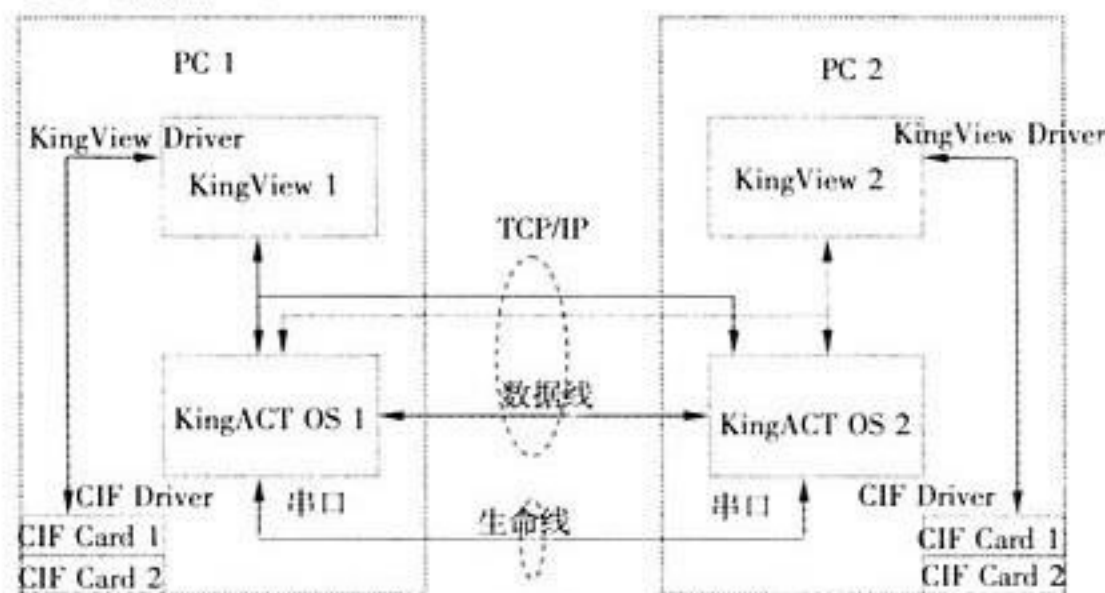 PC 1
PC 2
KingView Driver
KingView Driver
KingView 1
KingView 2
TCP/IP
数据线
KingACT OS 1
KingACT OS 2
CIF Driver
串口
生命线
串口
CIF Driver
CIF Card 1
CIF Card 2
CIF Card 1
CIF Card 2